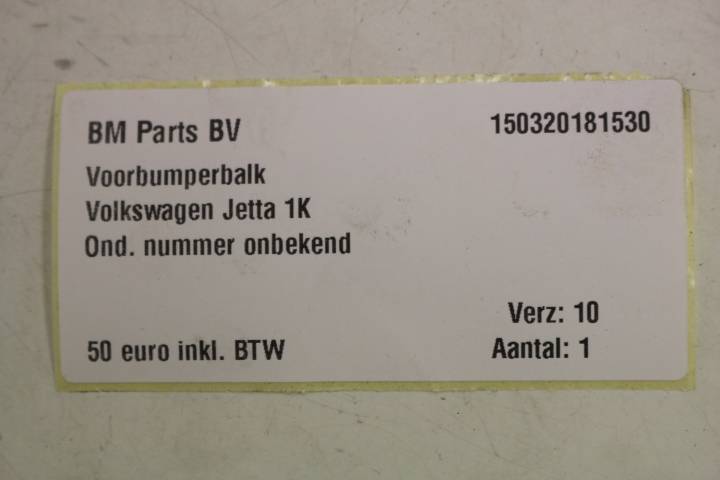 BM Parts BV 150320181530
Voorbumperbalk
Volkswagen Jetta 1K
Ond. nummer onbekend
Verz: 10
50 euro inkl. BTW Aantal: 1